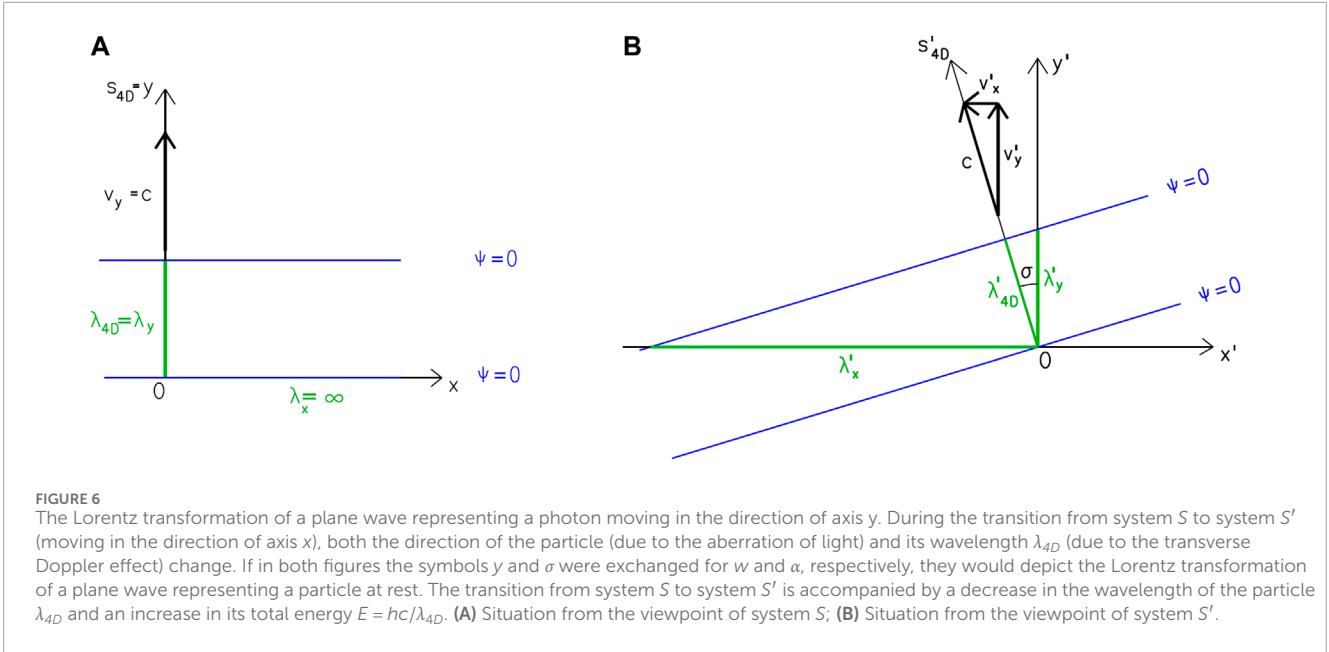 A
S4D=y
vy = c
ψ=0
λ4D=λy
0
x
ψ=0
λx= ∞
B
s'4D
y'
v'x
c
v'y
ψ=0
σ
λ'4D
λ'y
ψ=0
0
x'
λ'x
FIGURE 6
The Lorentz transformation of a plane wave representing a photon moving in the direction of axis y. During the transition from system S to system S′
(moving in the direction of axis x), both the direction of the particle (due to the aberration of light) and its wavelength λ4D (due to the transverse
Doppler effect) change. If in both figures the symbols y and σ were exchanged for w and α, respectively, they would depict the Lorentz transformation
of a plane wave representing a particle at rest. The transition from system S to system S′ is accompanied by a decrease in the wavelength of the particle
λ4D and an increase in its total energy E = hc/λ4D. (A) Situation from the viewpoint of system S; (B) Situation from the viewpoint of system S′.